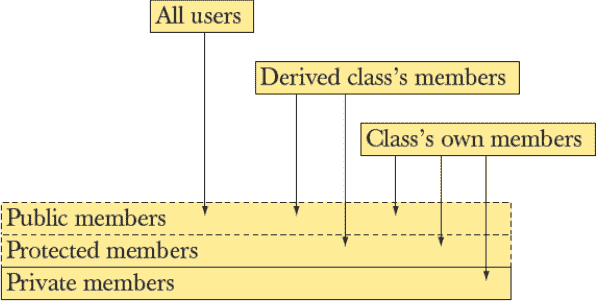 All users
Derived class’s members
Class’s own members
Public members
Protected members
Private members